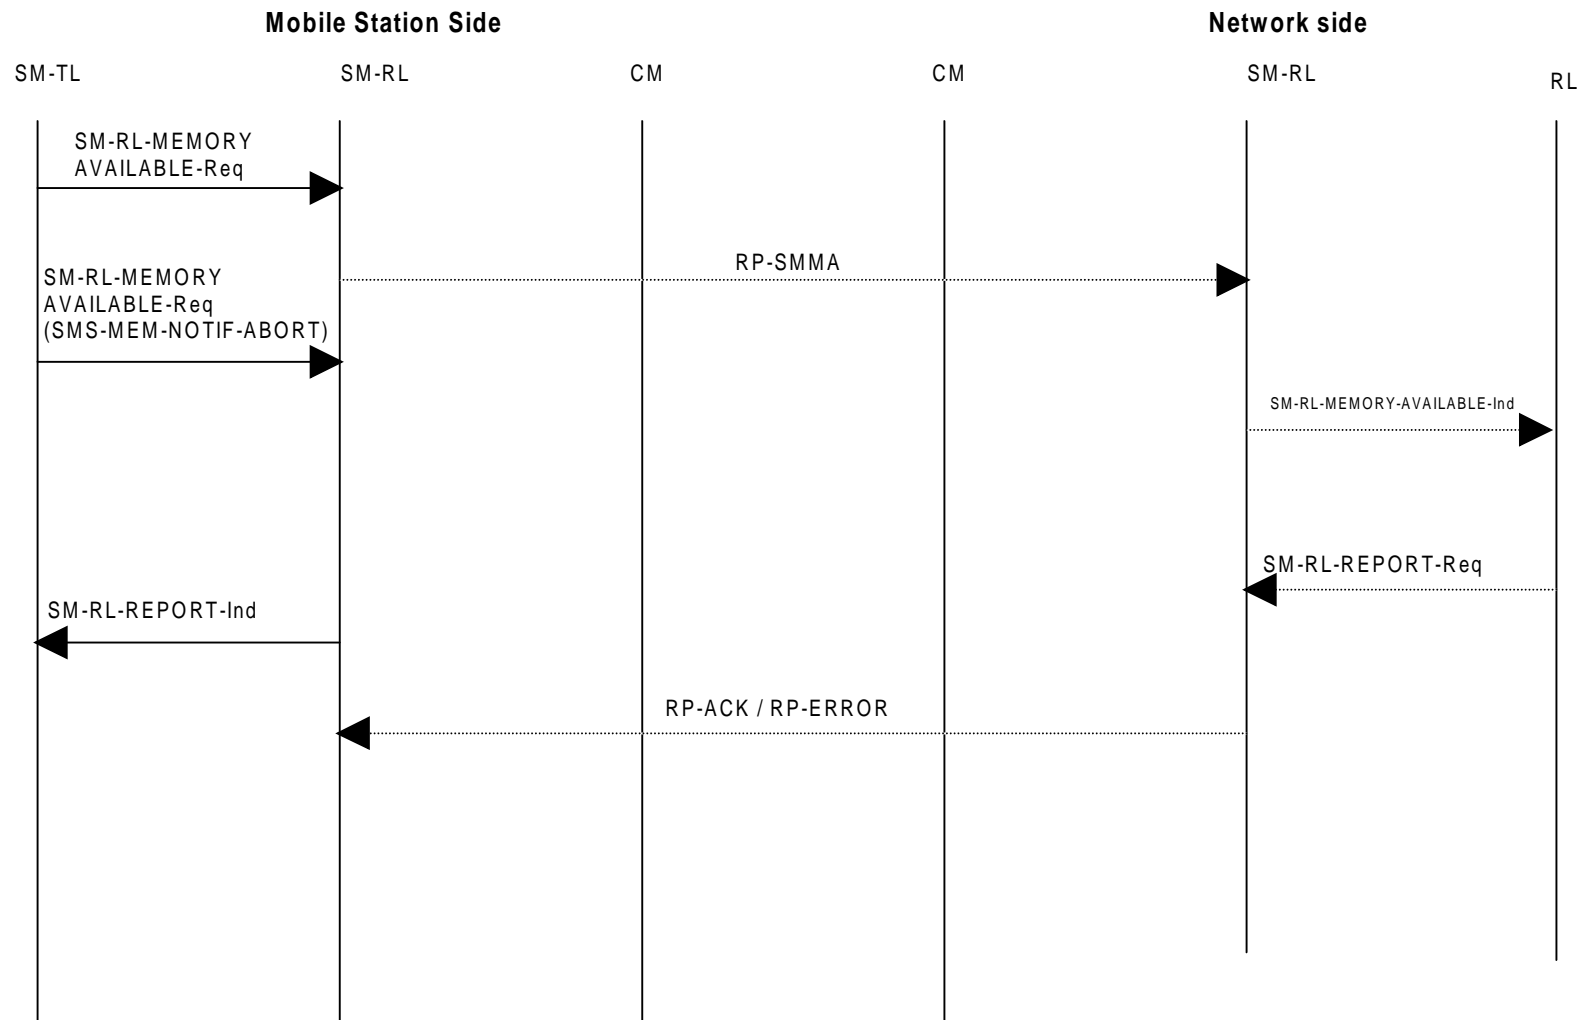 Mobile Station Side
Network side
SM-TL
SM-RL
CM
CM
SM-RL
RL
SM-RL-MEMORY
AVAILABLE-Req
RP-SMMA
SM-RL-MEMORY
AVAILABLE-Req
(SMS-MEM-NOTIF-ABORT)
SM-RL-MEMORY-AVAILABLE-Ind
SM-RL-REPORT-Req
SM-RL-REPORT-Ind
RP-ACK / RP-ERROR